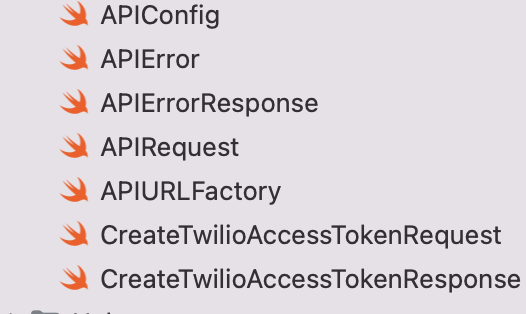 APIConfig
APIError
APIErrorResponse
APIRequest
APIURLFactory
CreateTwilioAccessTokenRequest
CreateTwilioAccessTokenResponse